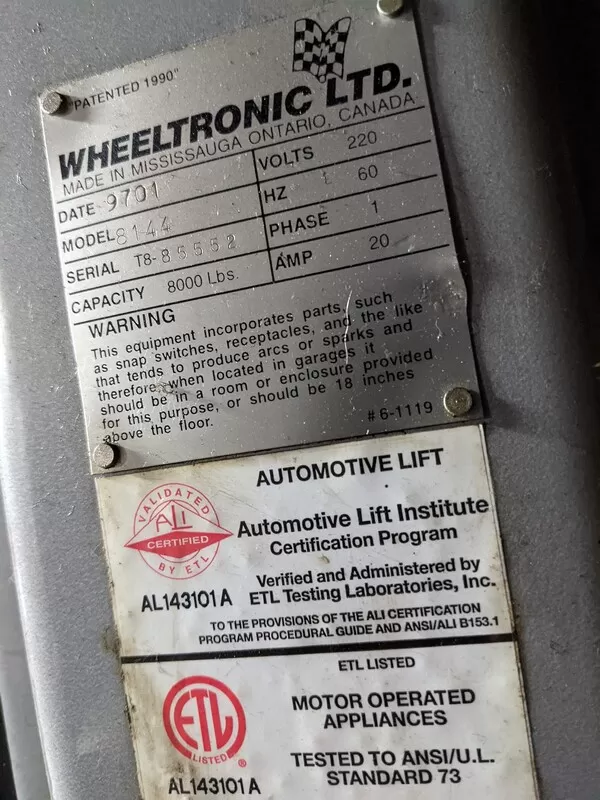 PATENTED 1990"
WHEELTRONIC LTD.
MADE IN MISSISSAUGA ONTARIO, CANADA
DATE 9701
VOLTS 220
MODEL 8144
HZ 60
SERIAL T8-85552
PHASE 1
CAPACITY 8000 Lbs.
AMP 20
WARNING
This equipment incorporates parts, such
as snap switches, receptacles, and the like
that tends to produce arcs or sparks and
therefore, when located in garages it
should be in a room or enclosure provided
for this purpose, or should be 18 inches
above the floor.
#6-1119
AUTOMOTIVE LIFT
VALIDATED
ALI
CERTIFIED
BY ETL
Automotive Lift Institute
Certification Program
AL143101A
Verified and Administered by
ETL Testing Laboratories, Inc.
TO THE PROVISIONS OF THE ALI CERTIFICATION
PROGRAM PROCEDURAL GUIDE AND ANSI/ALI B153.1
ETL LISTED
ETL
LISTED
®
MOTOR OPERATED
APPLIANCES
AL143101A
TESTED TO ANSI/U.L.
STANDARD 73